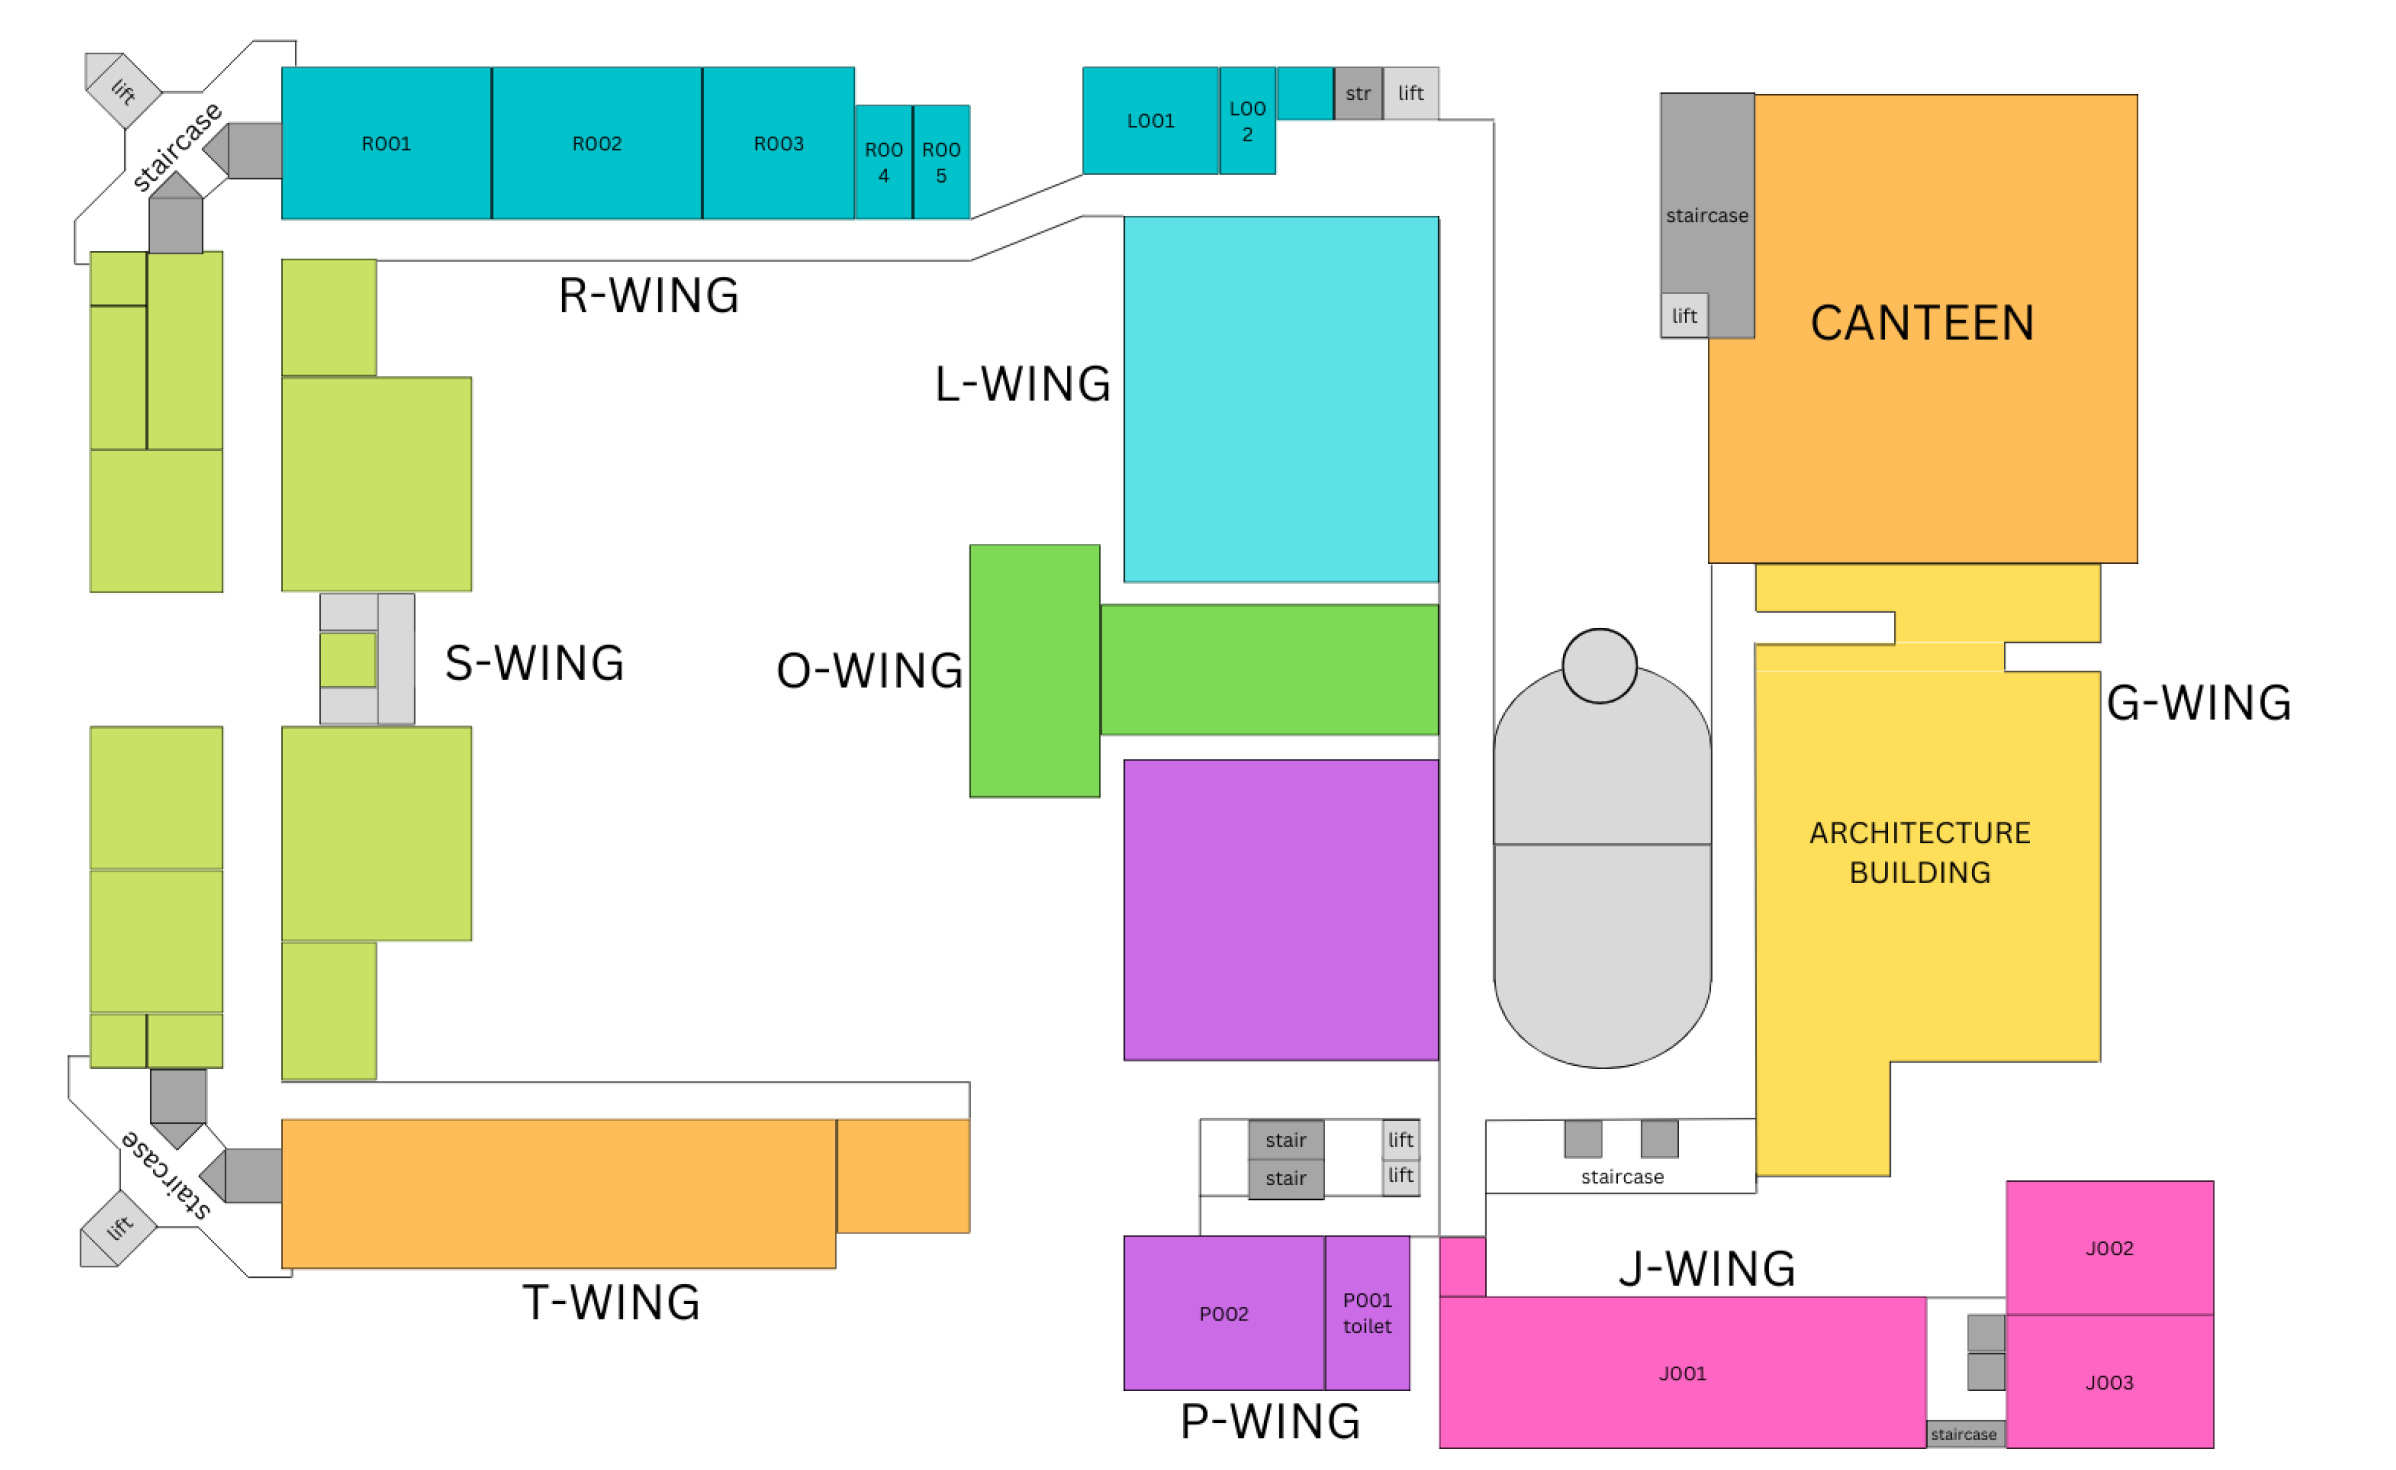 lift
staircase
R001
R002
R003
R00
4
R00
5
L001
L00
2
str
lift
staircase
lift
CANTEEN
R-WING
L-WING
S-WING
O-WING
G-WING
ARCHITECTURE
BUILDING
stair
lift
stair
lift
staircase
staircase
lift
T-WING
J-WING
J002
P002
P001
toilet
J001
J003
P-WING
staircase